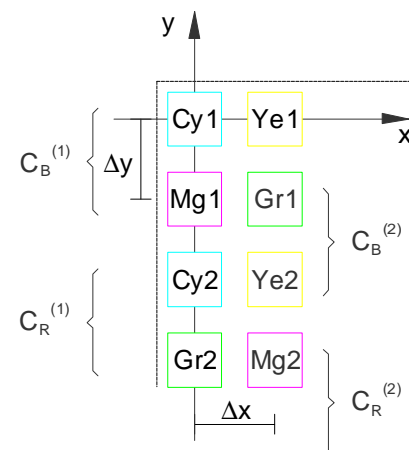 y
Cy1 Ye1
x
C_B^(1)
Δy
Mg1 Gr1
C_B^(2)
Cy2 Ye2
C_R^(1)
Gr2 Mg2
C_R^(2)
Δx